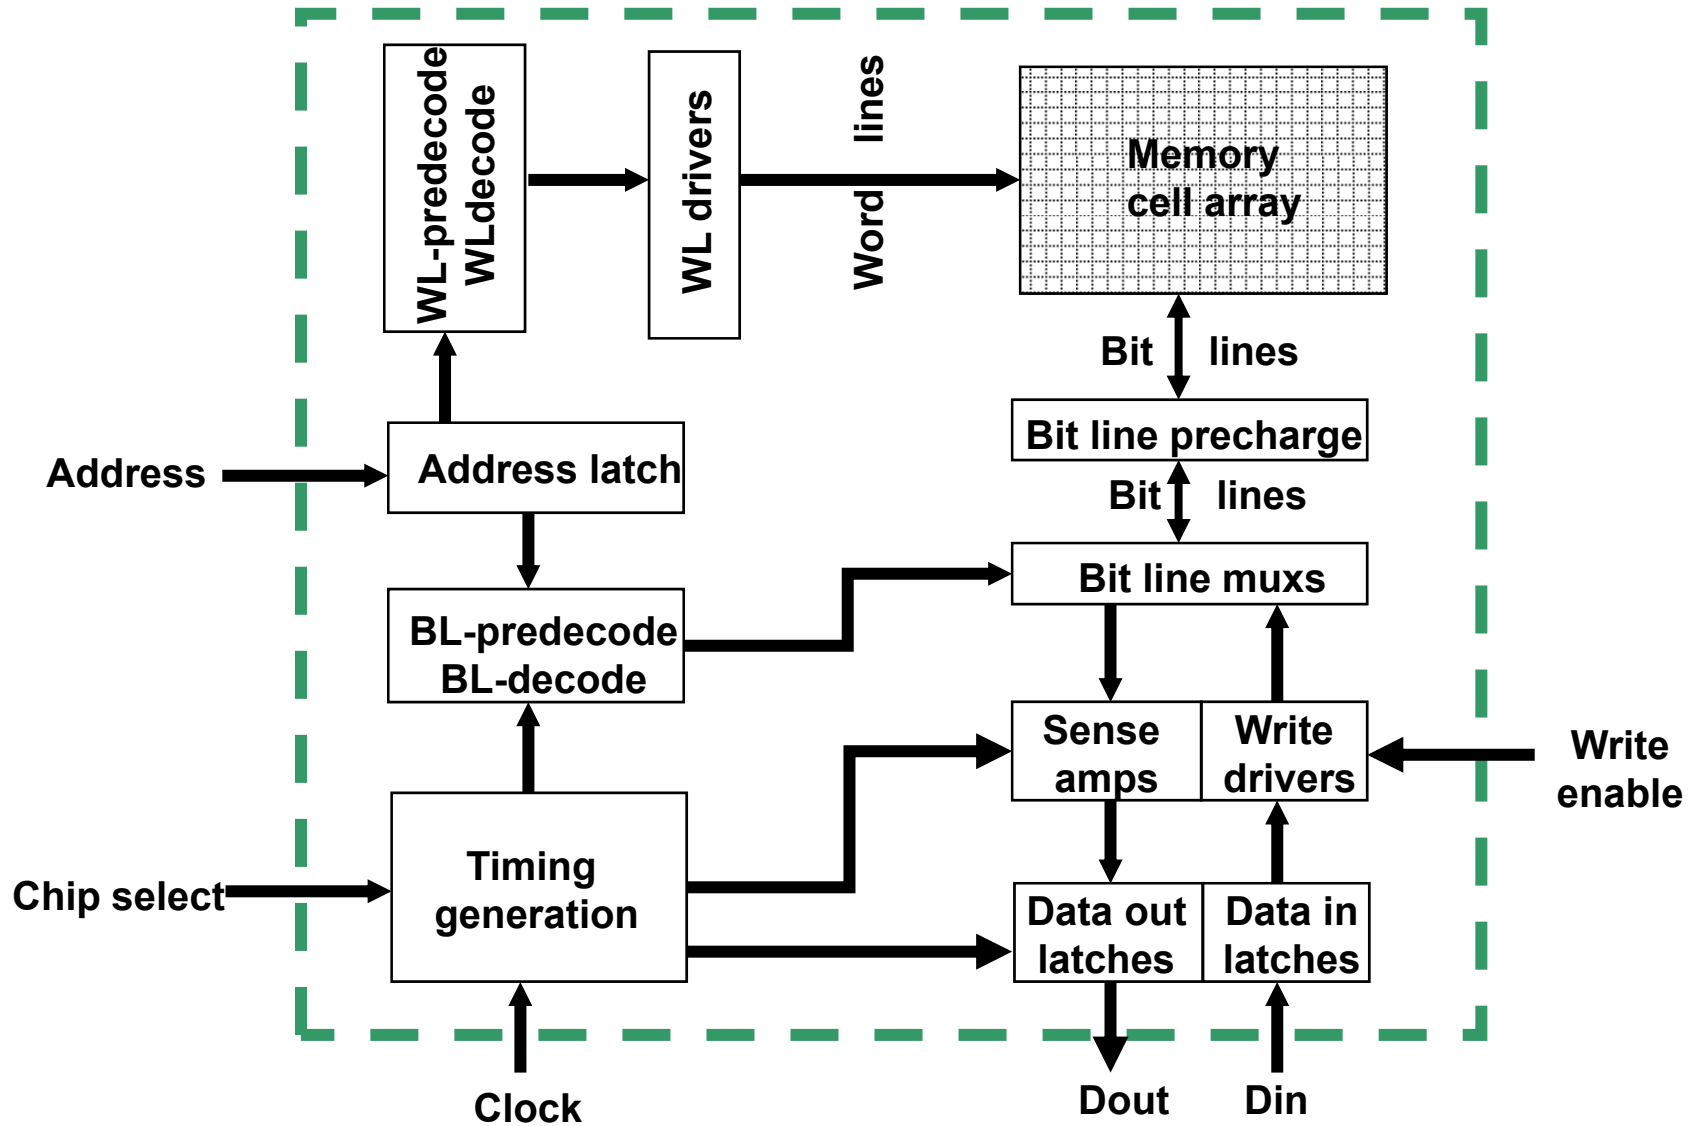 WL-predecode
WLdecode
WL drivers
Word lines
Memory
cell array
Bit lines
Bit line precharge
Address
Address latch
Bit lines
Bit line muxs
BL-predecode
BL-decode
Sense
amps
Write
drivers
Write
enable
Chip select
Timing
generation
Data out
latches
Data in
latches
Clock
Dout
Din